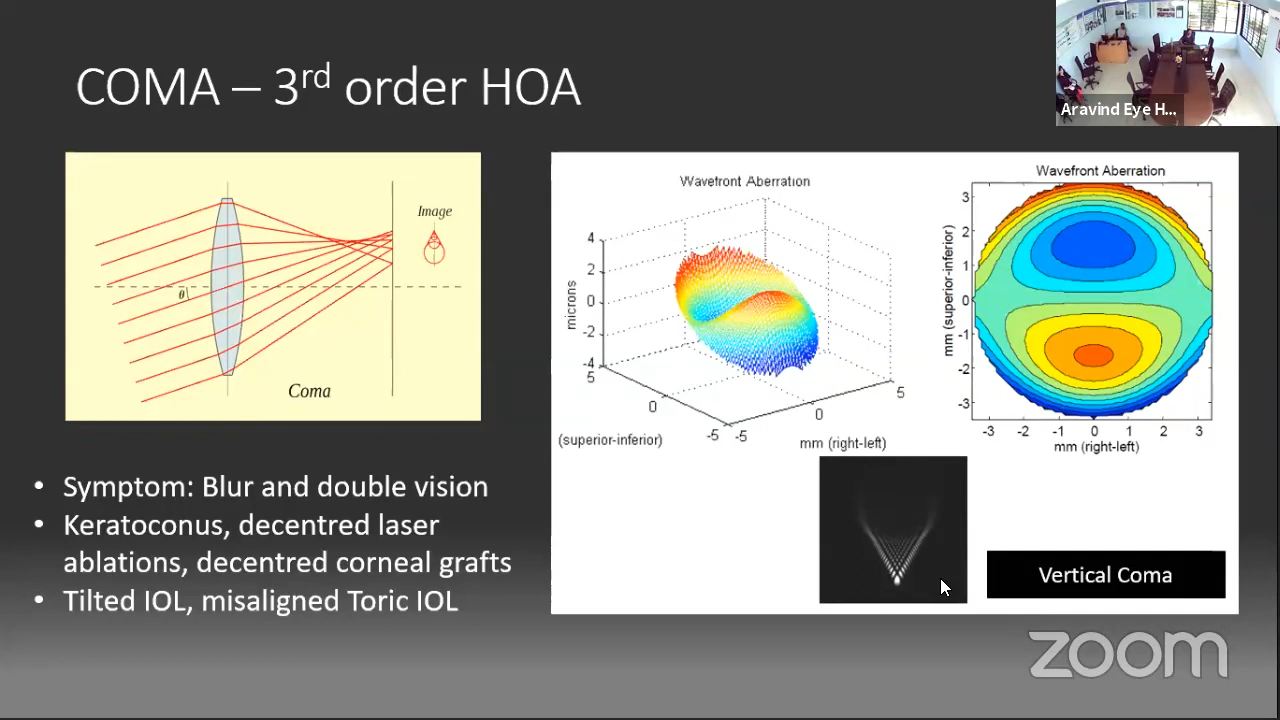 COMA – 3rd order HOA
Aravind Eye H...
Image
θ
Coma
Wavefront Aberration
4
2
0
-2
-4
microns
5
0
-5
(superior-inferior)
-5
0
5
mm (right-left)
Wavefront Aberration
3
2
1
0
-1
-2
-3
mm (superior-inferior)
-3 -2 -1 0 1 2 3
mm (right-left)
Vertical Coma
• Symptom: Blur and double vision
• Keratoconus, decentred laser
ablations, decentred corneal grafts
• Tilted IOL, misaligned Toric IOL
zoom